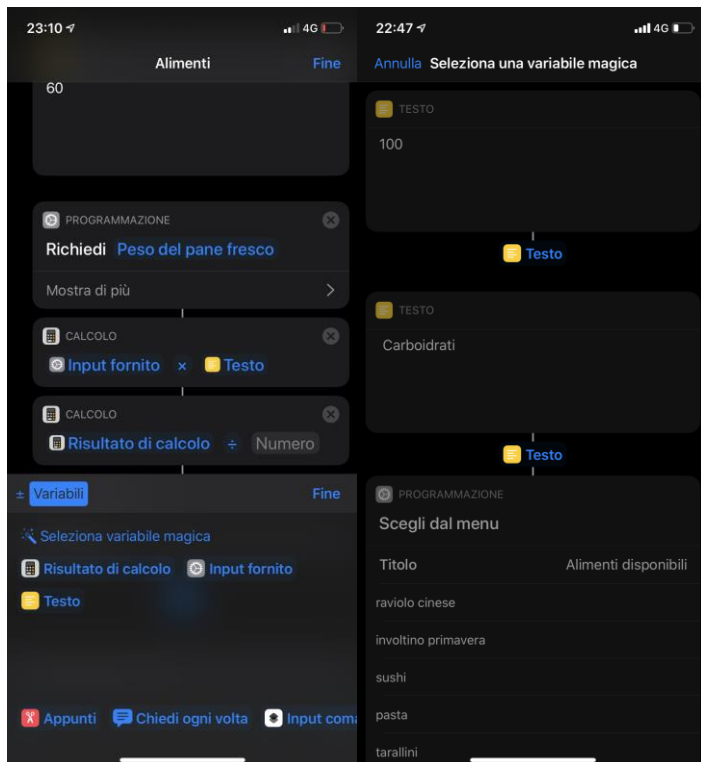 23:10
4G
Alimenti
Fine
60
PROGRAMMAZIONE
Richiedi Peso del pane fresco
Mostra di più
CALCOLO
Input fornito × Testo
CALCOLO
Risultato di calcolo ÷ Numero
± Variabili
Fine
Seleziona variabile magica
Risultato di calcolo Input fornito
Testo
Appunti Chiedi ogni volta Input coma
22:47
4G
Annulla Seleziona una variabile magica
TESTO
100
Testo
TESTO
Carboidrati
Testo
PROGRAMMAZIONE
Scegli dal menu
Titolo Alimenti disponibili
raviolo cinese
involtino primavera
sushi
pasta
tarallini